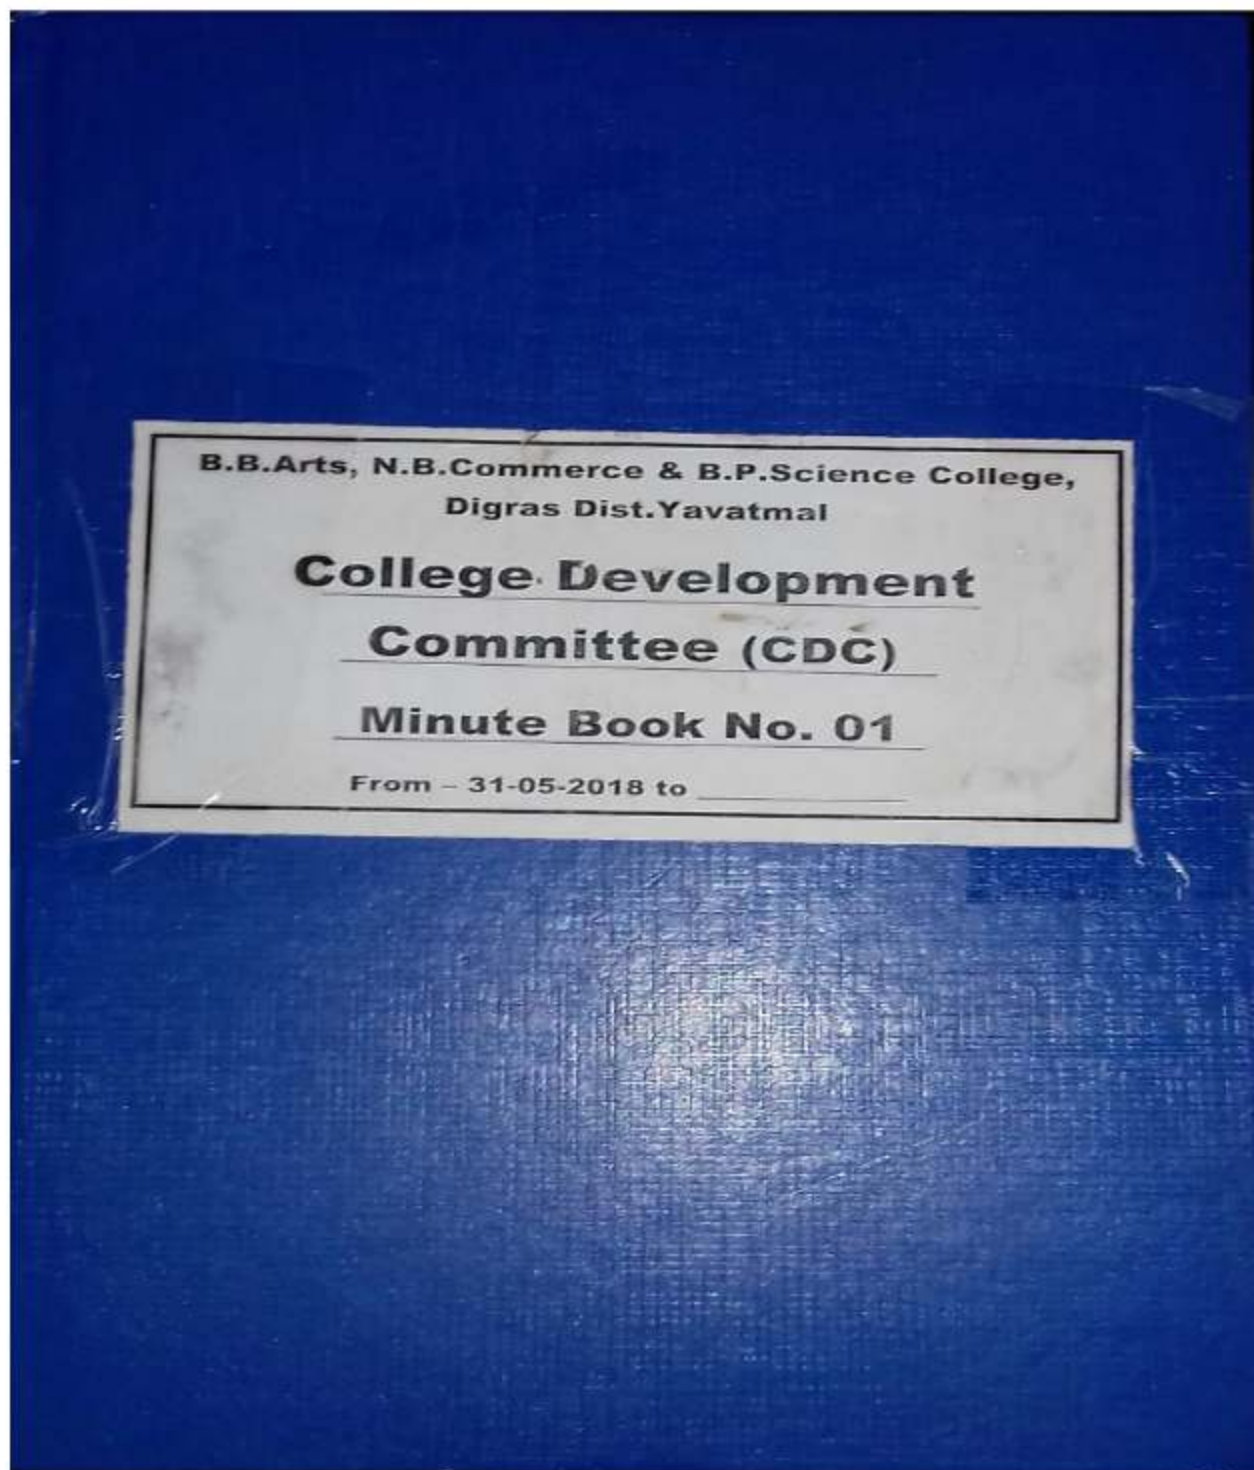 B.B.Arts, N.B.Commerce & B.P.Science College,
Digras Dist.Yavatmal
College Development
Committee (CDC)
Minute Book No. 01
From – 31-05-2018 to ____________